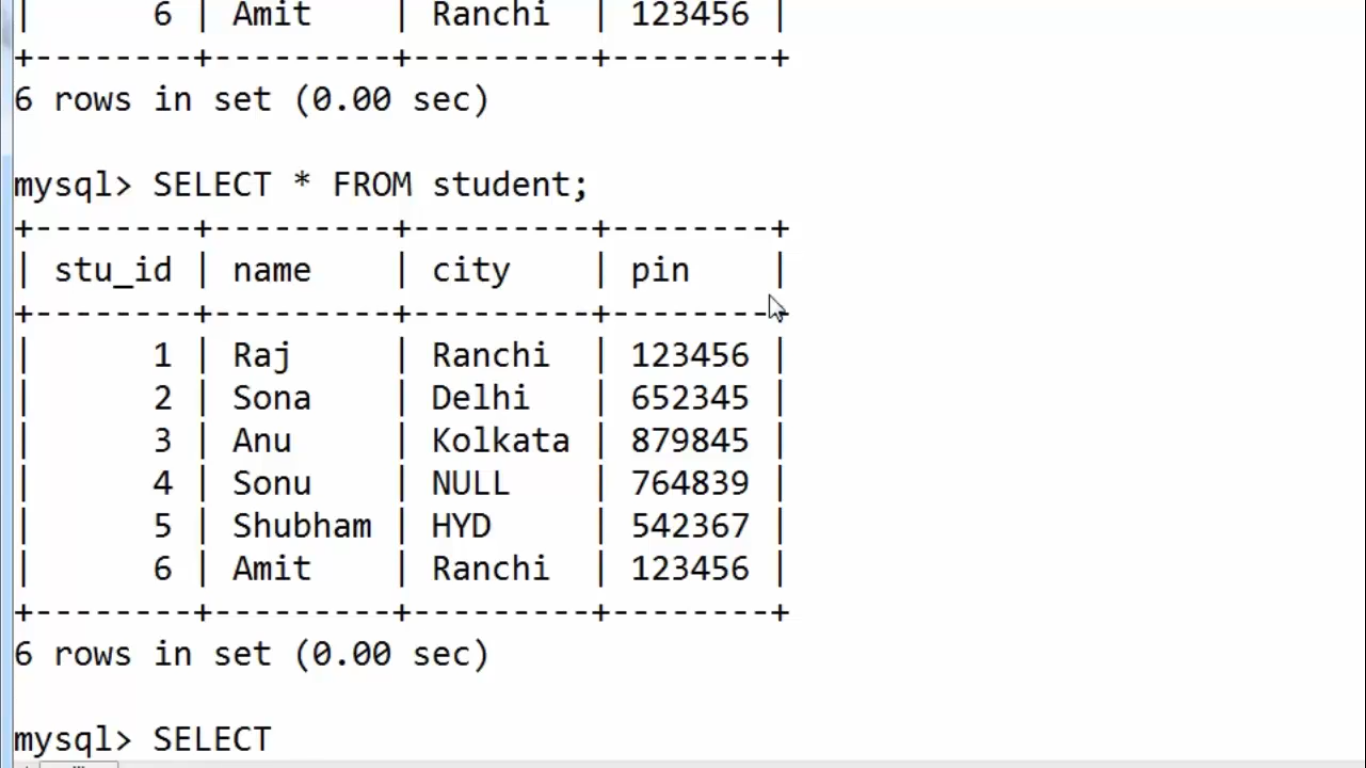 |      6 | Amit    | Ranchi  | 123456 |
+--------+---------+---------+--------+
6 rows in set (0.00 sec)
mysql> SELECT * FROM student;
+--------+---------+---------+--------+
| stu_id | name    | city    | pin    |
+--------+---------+---------+--------+
|      1 | Raj     | Ranchi  | 123456 |
|      2 | Sona    | Delhi   | 652345 |
|      3 | Anu     | Kolkata | 879845 |
|      4 | Sonu    | NULL    | 764839 |
|      5 | Shubham | HYD     | 542367 |
|      6 | Amit    | Ranchi  | 123456 |
+--------+---------+---------+--------+
6 rows in set (0.00 sec)
mysql> SELECT